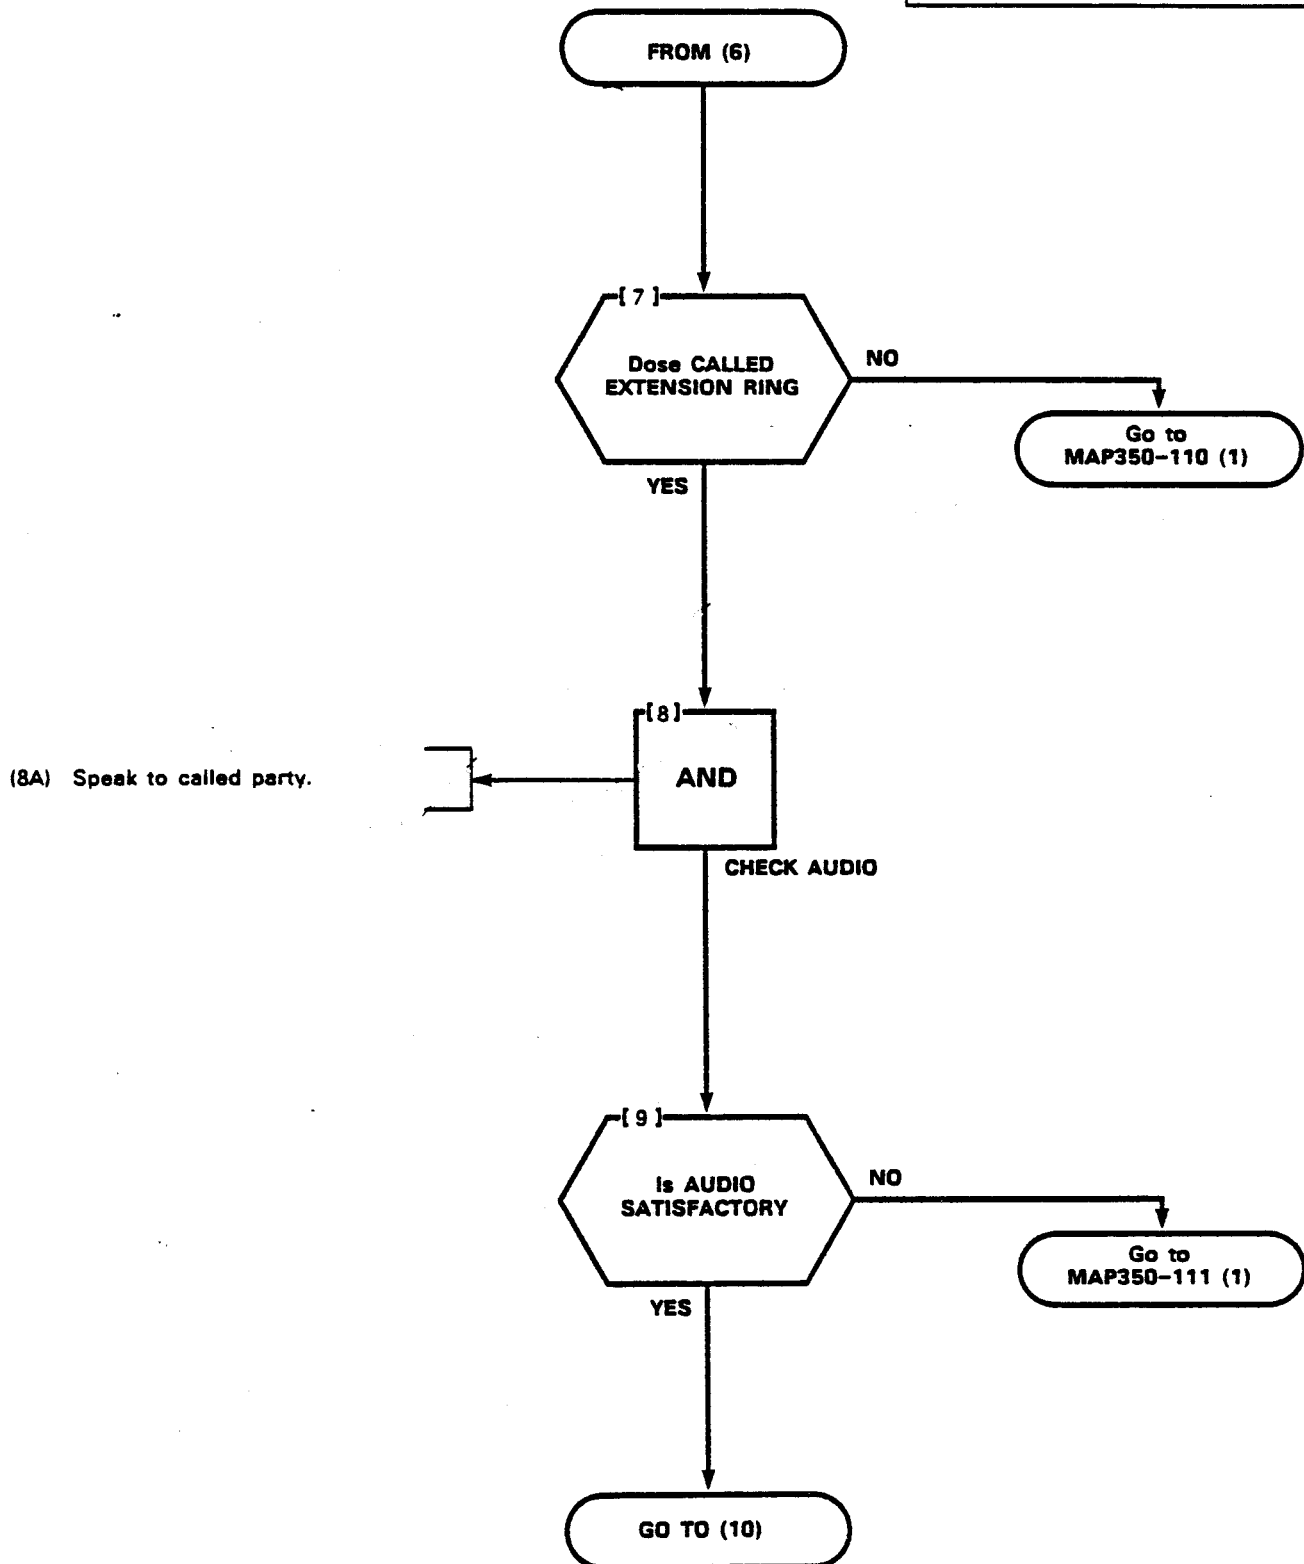 FROM (6)
[7]
Dose CALLED
EXTENSION RING
NO
Go to
MAP350-110 (1)
YES
[8]
(8A) Speak to called party.
AND
CHECK AUDIO
[9]
Is AUDIO
SATISFACTORY
NO
Go to
MAP350-111 (1)
YES
GO TO (10)